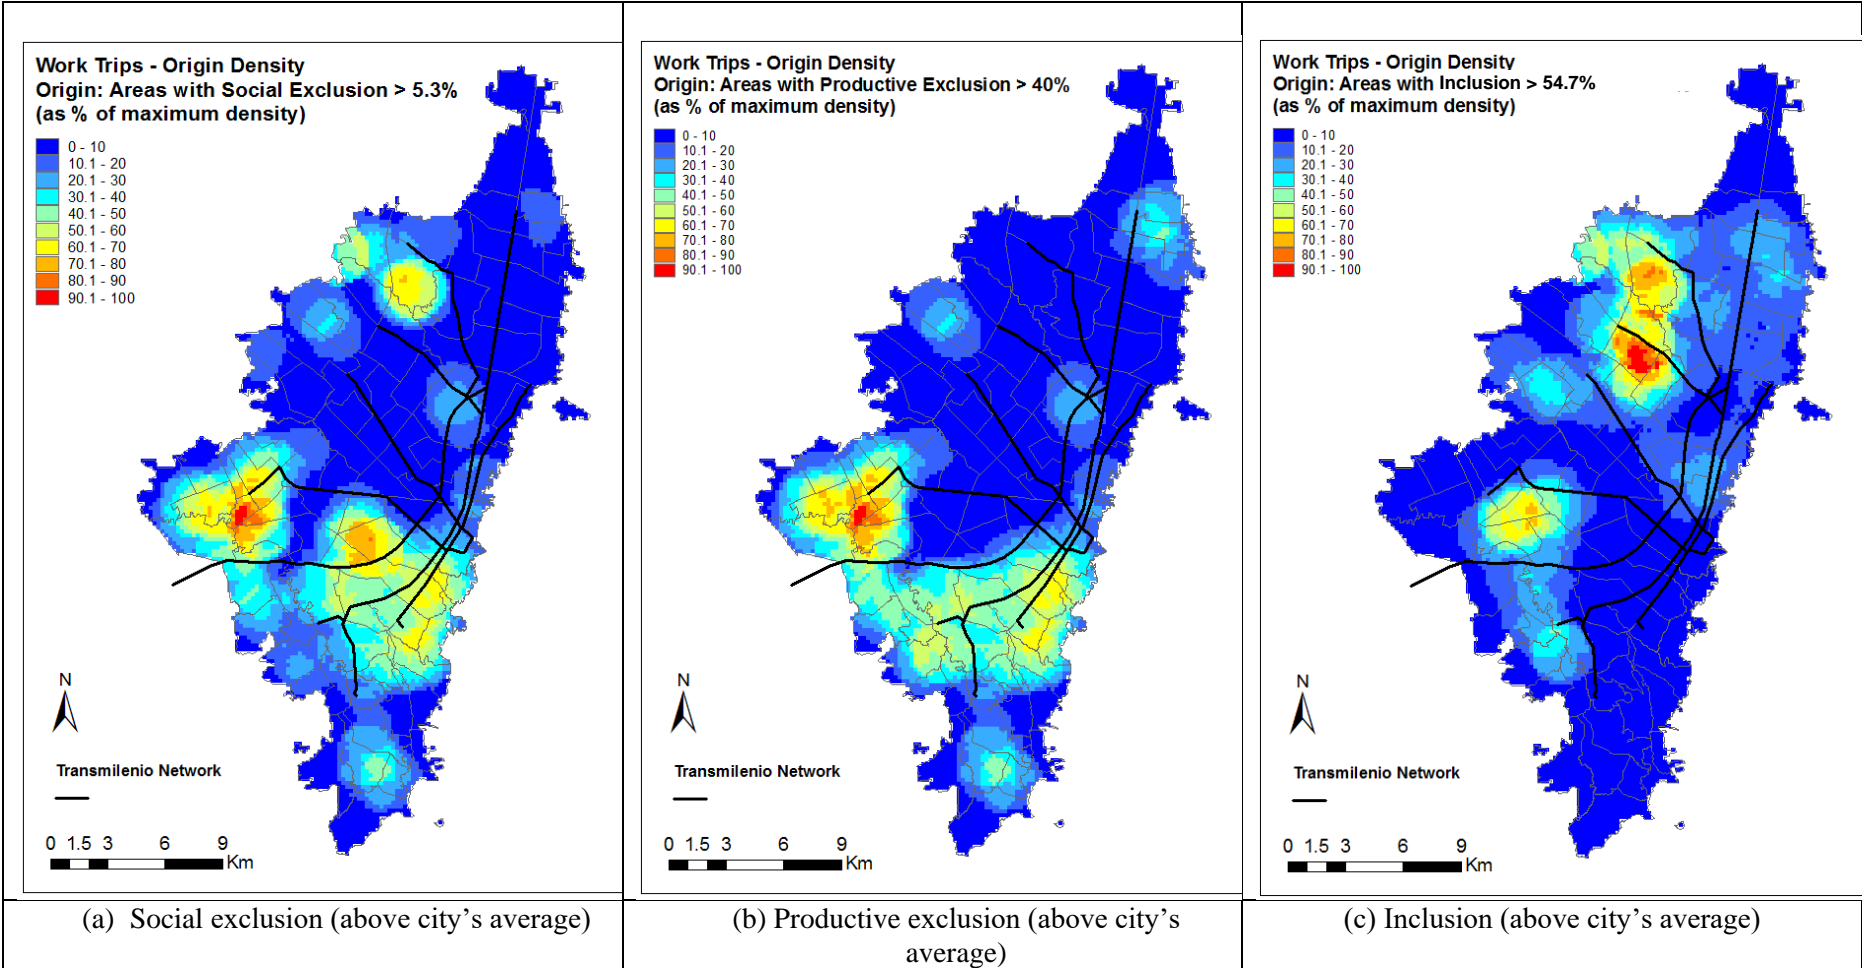 Work Trips - Origin Density
Origin: Areas with Social Exclusion > 5.3%
(as % of maximum density)
0 - 10
10.1 - 20
20.1 - 30
30.1 - 40
40.1 - 50
50.1 - 60
60.1 - 70
70.1 - 80
80.1 - 90
90.1 - 100
N
Transmilenio Network
0 1.5 3 6 9
Km
(a) Social exclusion (above city's average)
Work Trips - Origin Density
Origin: Areas with Productive Exclusion > 40%
(as % of maximum density)
0 - 10
10.1 - 20
20.1 - 30
30.1 - 40
40.1 - 50
50.1 - 60
60.1 - 70
70.1 - 80
80.1 - 90
90.1 - 100
N
Transmilenio Network
0 1.5 3 6 9
Km
(b) Productive exclusion (above city's
average)
Work Trips - Origin Density
Origin: Areas with Inclusion > 54.7%
(as % of maximum density)
0 - 10
10.1 - 20
20.1 - 30
30.1 - 40
40.1 - 50
50.1 - 60
60.1 - 70
70.1 - 80
80.1 - 90
90.1 - 100
N
Transmilenio Network
0 1.5 3 6 9
Km
(c) Inclusion (above city's average)